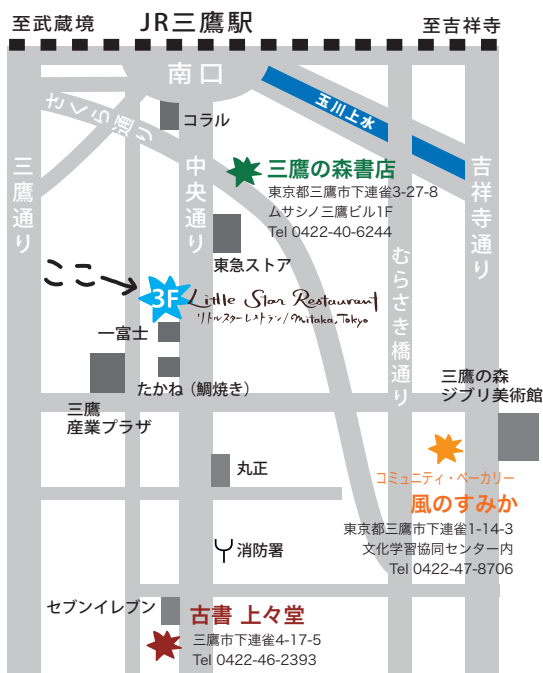 至武蔵境
JR三鷹駅
至吉祥寺
南口
さくら通り
コラル
玉川上水
三鷹通り
中央通り
吉祥寺通り
三鷹の森書店
東京都三鷹市下連雀3-27-8
ムサシノ三鷹ビル1F
Tel 0422-40-6244
東急ストア
むらさき橋通り
ここ
3F
Little Star Restaurant
リトルスターレストラン/Mitaka, Tokyo
一富士
たかね（鯛焼き）
三鷹
産業プラザ
三鷹の森
ジブリ美術館
丸正
コミュニティ・ベーカリー
風のすみか
東京都三鷹市下連雀1-14-3
文化学習協同センター内
Tel 0422-47-8706
消防署
セブンイレブン
古書 上々堂
三鷹市下連雀4-17-5
Tel 0422-46-2393